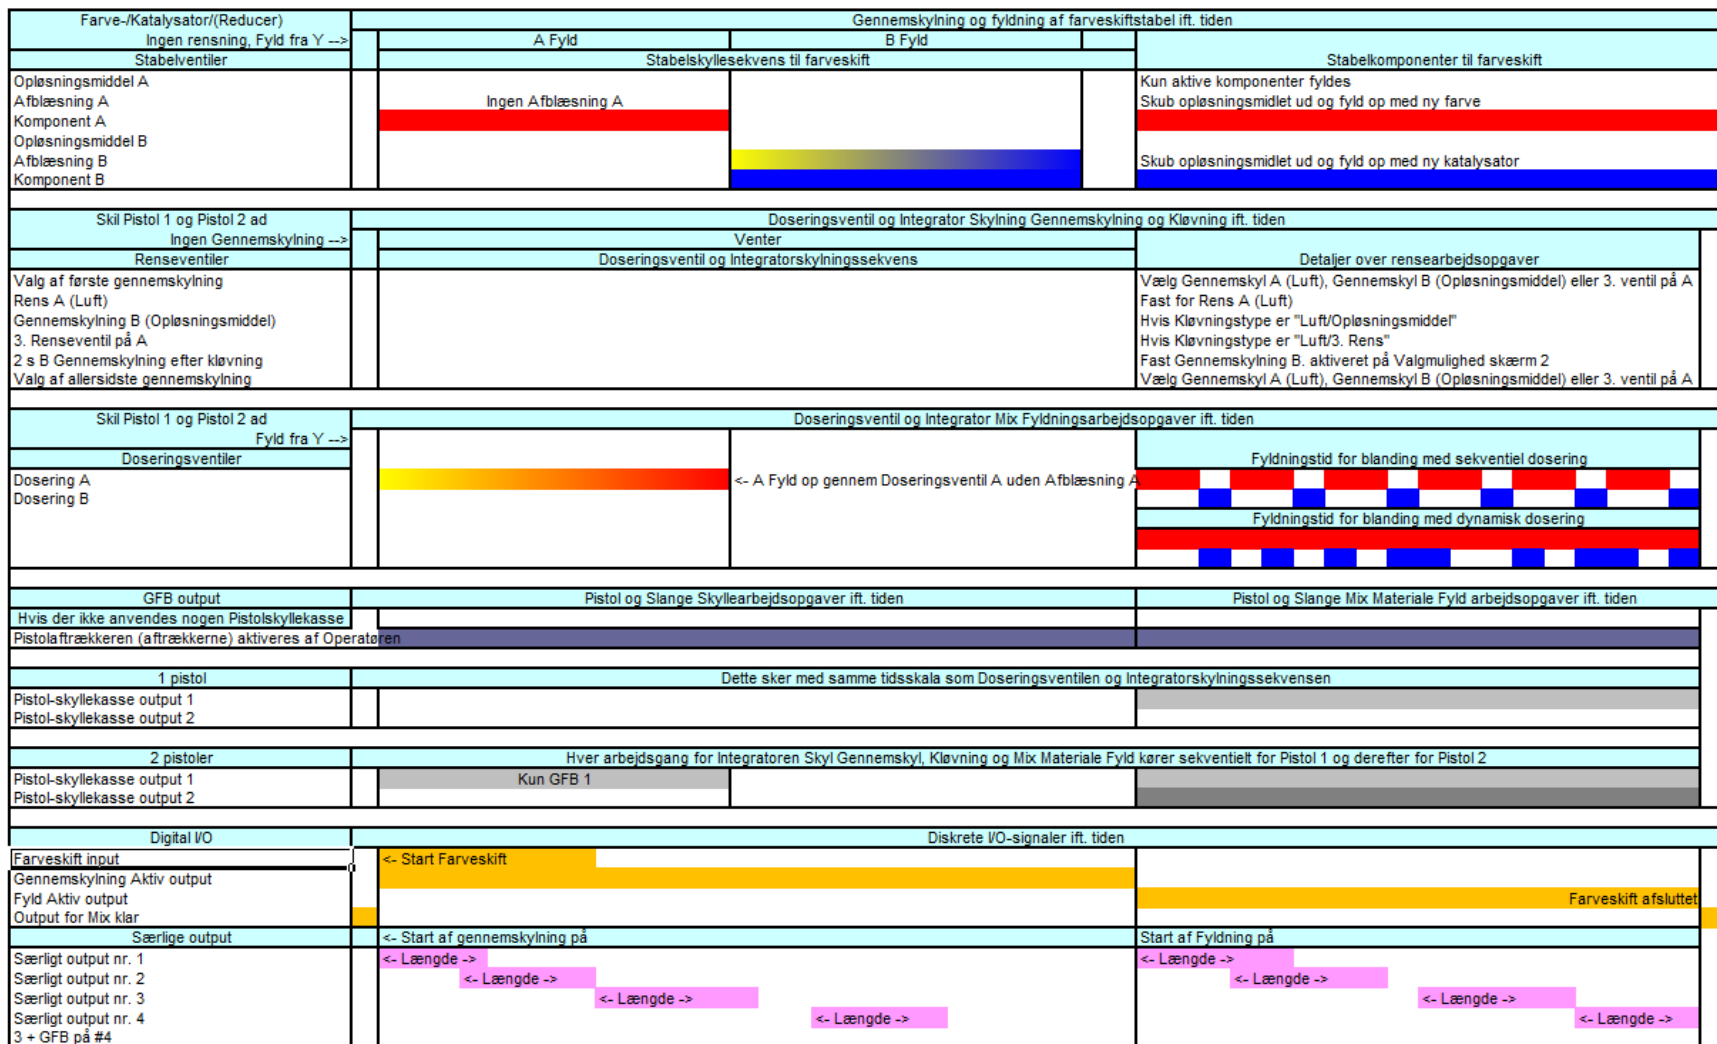 Farve-/Katalysator/(Reducer)
Gennemskylning og fyldning af farveskiftstabel ift. tiden
Ingen rensning, Fyld fra Y -->
A Fyld
B Fyld
Stabelventiler
Stabelskyllesekvens til farveskift
Stabelkomponenter til farveskift
Opløsningsmiddel A
Kun aktive komponenter fyldes
Afblæsning A
Ingen Afblæsning A
Skub opløsningsmidlet ud og fyld op med ny farve
Komponent A
Opløsningsmiddel B
Afblæsning B
Skub opløsningsmidlet ud og fyld op med ny katalysator
Komponent B
Skil Pistol 1 og Pistol 2 ad
Doseringsventil og Integrator Skylning Gennemskylning og Kløvning ift. tiden
Ingen Gennemskylning -->
Venter
Renseventiler
Doseringsventil og Integratorskylningssekvens
Detaljer over rensearbejdsopgaver
Valg af første gennemskylning
Vælg Gennemskyl A (Luft), Gennemskyl B (Opløsningsmiddel) eller 3. ventil på A
Rens A (Luft)
Fast for Rens A (Luft)
Gennemskylning B (Opløsningsmiddel)
Hvis Kløvningstype er "Luft/Opløsningsmiddel"
3. Renseventil på A
Hvis Kløvningstype er "Luft/3. Rens"
2 s B Gennemskylning efter kløvning
Fast Gennemskylning B. aktiveret på Valgmulighed skærm 2
Valg af allersidste gennemskylning
Vælg Gennemskyl A (Luft), Gennemskyl B (Opløsningsmiddel) eller 3. ventil på A
Skil Pistol 1 og Pistol 2 ad
Doseringsventil og Integrator Mix Fyldningsarbejdsopgaver ift. tiden
Fyld fra Y -->
Doseringsventiler
Fyldningstid for blanding med sekventiel dosering
Dosering A
<- A Fyld op gennem Doseringsventil A uden Afblæsning A
Dosering B
Fyldningstid for blanding med dynamisk dosering
GFB output
Pistol og Slange Skyllearbejdsopgaver ift. tiden
Pistol og Slange Mix Materiale Fyld arbejdsopgaver ift. tiden
Hvis der ikke anvendes nogen Pistolskyllekasse
Pistolaftrækkeren (aftrækkerne) aktiveres af Operatøren
1 pistol
Dette sker med samme tidsskala som Doseringsventilen og Integratorskylningssekvensen
Pistol-skyllekasse output 1
Pistol-skyllekasse output 2
2 pistoler
Hver arbejdsgang for Integratoren Skyl Gennemskyl, Kløvning og Mix Materiale Fyld kører sekventielt for Pistol 1 og derefter for Pistol 2
Pistol-skyllekasse output 1
Kun GFB 1
Pistol-skyllekasse output 2
Digital I/O
Diskrete I/O-signaler ift. tiden
Farveskift input
<- Start Farveskift
Gennemskylning Aktiv output
Fyld Aktiv output
Farveskift afsluttet
Output for Mix klar
Særlige output
<- Start af gennemskylning på
Start af Fyldning på
Særligt output nr. 1
<- Længde ->
<- Længde ->
Særligt output nr. 2
<- Længde ->
<- Længde ->
Særligt output nr. 3
<- Længde ->
<- Længde ->
Særligt output nr. 4
<- Længde ->
<- Længde ->
3 + GFB på #4